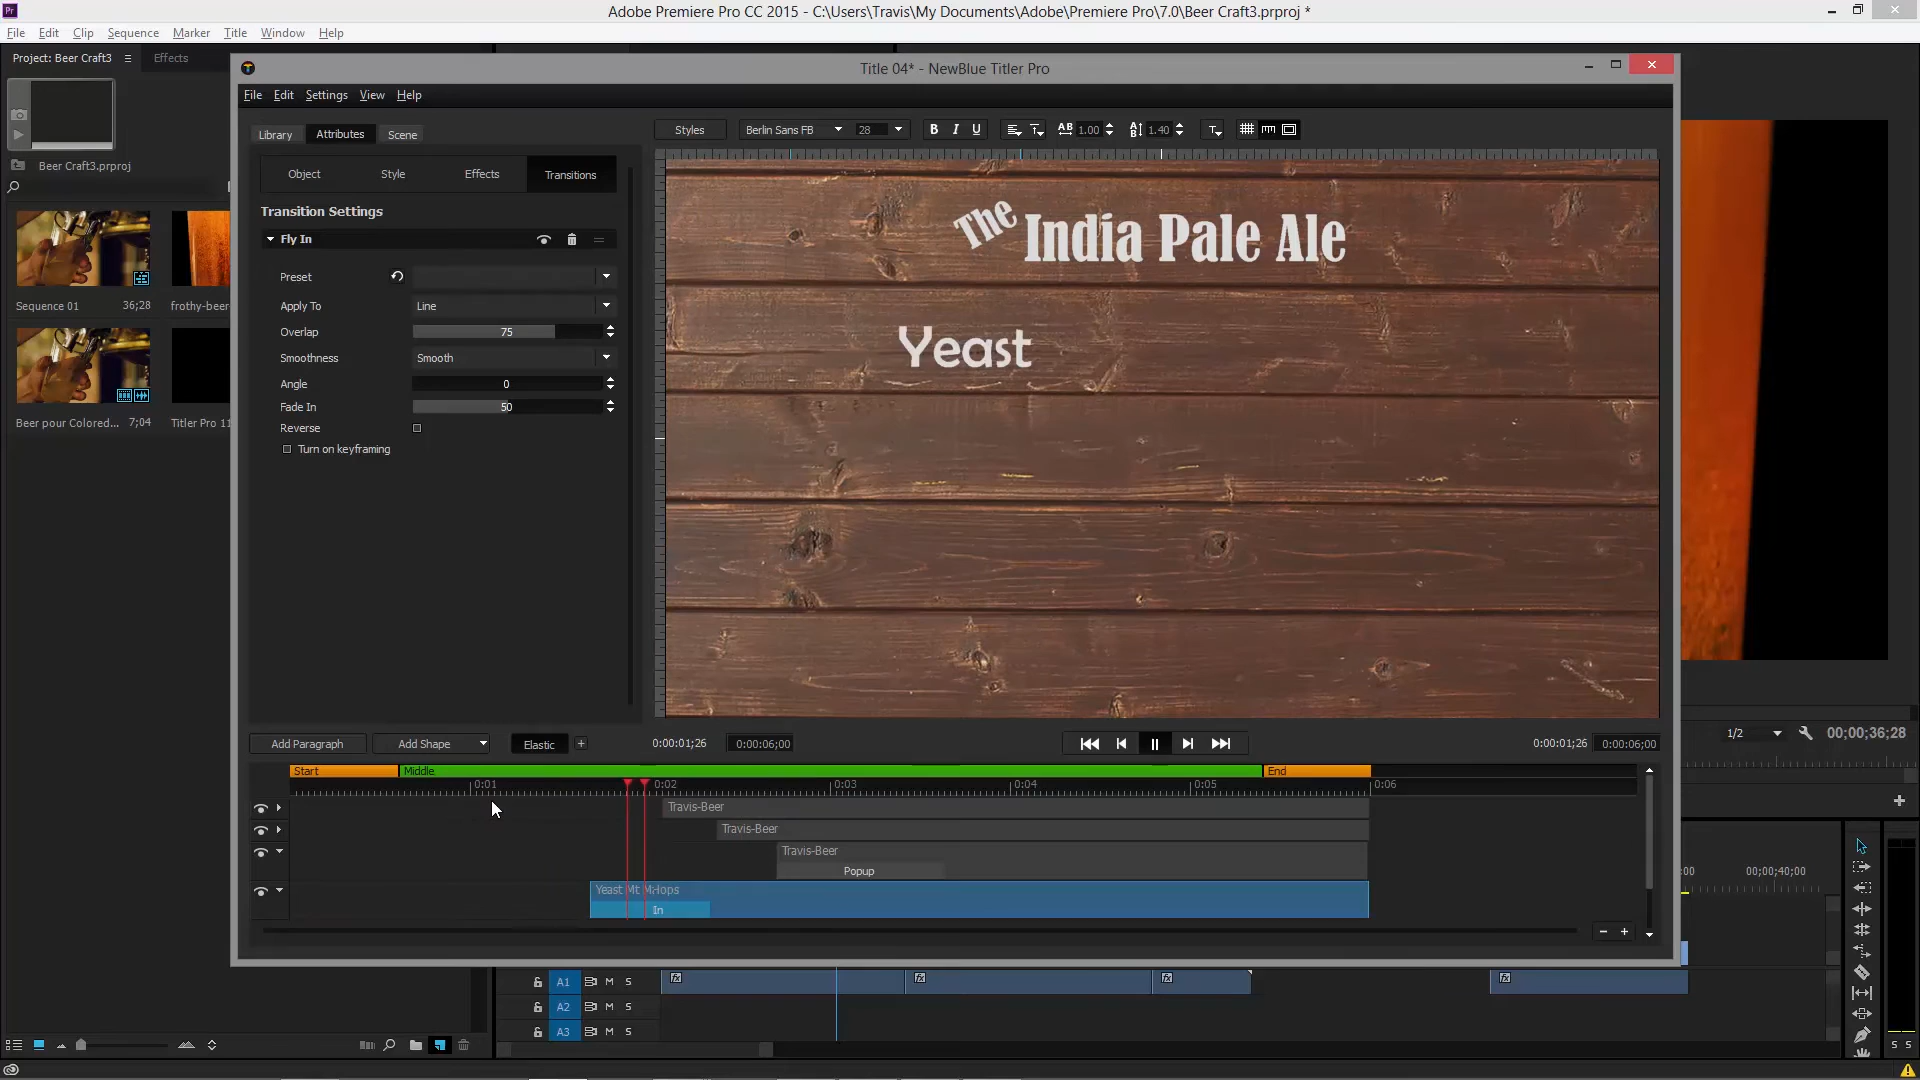 Adobe Premiere Pro CC 2015 - C:\Users\Travis\My Documents\Adobe\Premiere Pro\7.0\Beer Craft3.prproj *
File Edit Clip Sequence Marker Title Window Help
Project: Beer Craft3 Effects
Title 04* - NewBlue Titler Pro
File Edit Settings View Help
Library Attributes Scene
Styles Berlin Sans FB 28 B I U AB 1.00 1.40
Beer Craft3.prproj
Object Style Effects Transitions
Transition Settings
Fly In
Preset
Apply To Line
Overlap 75
Smoothness Smooth
Angle 0
Fade In 50
Reverse
Turn on keyframing
Sequence 01 36;28 frothy-beer
Beer pour Colored... 7;04 Titler Pro 11
The India Pale Ale
Yeast
Add Paragraph Add Shape Elastic + 0:00:01;26 0:00:06;00 0:00:01;26 0:00:06;00
1/2 00;00;36;28
Start Middle End
0:01 0:02 0:03 0:04 0:05 0:06
Travis-Beer
Travis-Beer
Travis-Beer
Popup
In
:00 00;00;40;00
fx fx fx fx
A1 M S
A2 M S
A3 M S
S S